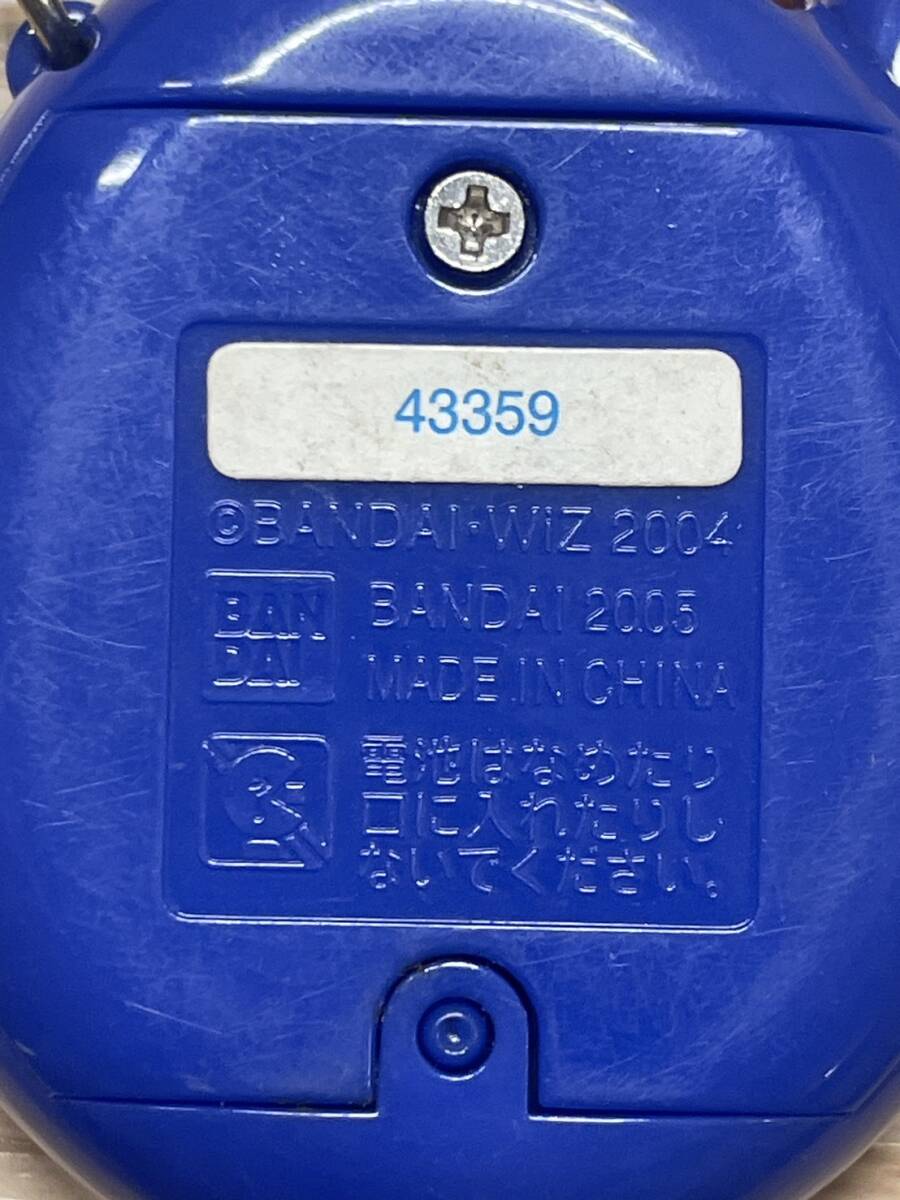 43359
©BANDAI・WiZ 2004
BAN
DAI
BANDAI 2005
MADE IN CHINA
電池はなめたり
口に入れたりし
ないでください。